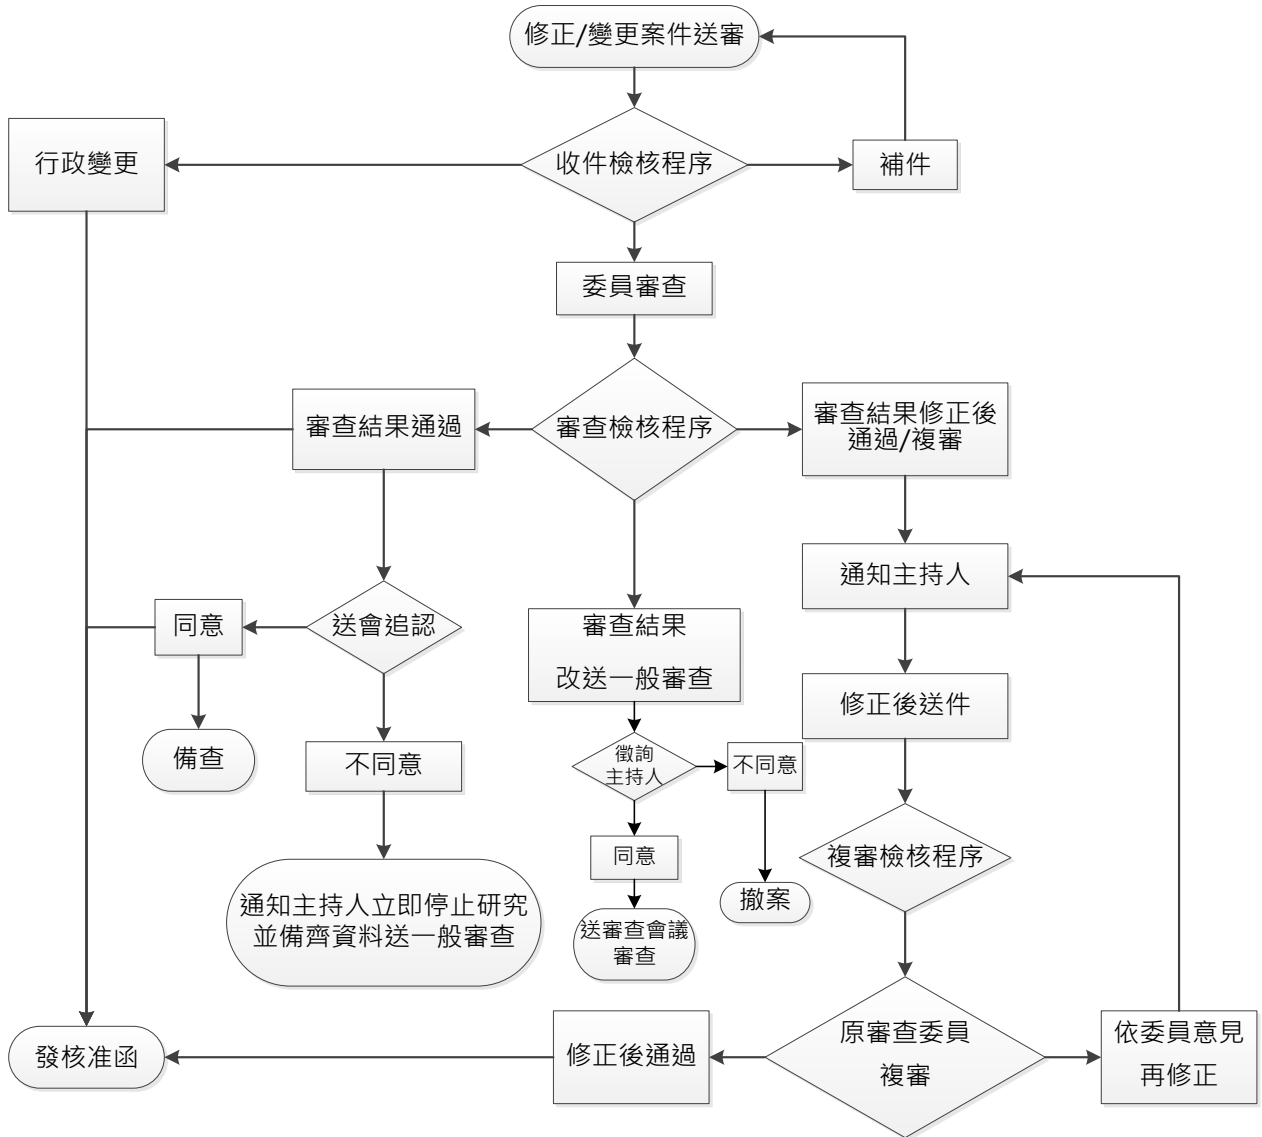 修正/變更案件送審
行政變更
收件檢核程序
補件
委員審查
審查結果通過
審查檢核程序
審查結果修正後
通過/複審
通知主持人
同意
送會追認
審查結果
改送一般審查
修正後送件
備查
不同意
徵詢
主持人
不同意
同意
複審檢核程序
撤案
通知主持人立即停止研究
並備齊資料送一般審查
送審查會議
審查
發核准函
修正後通過
原審查委員
複審
依委員意見
再修正